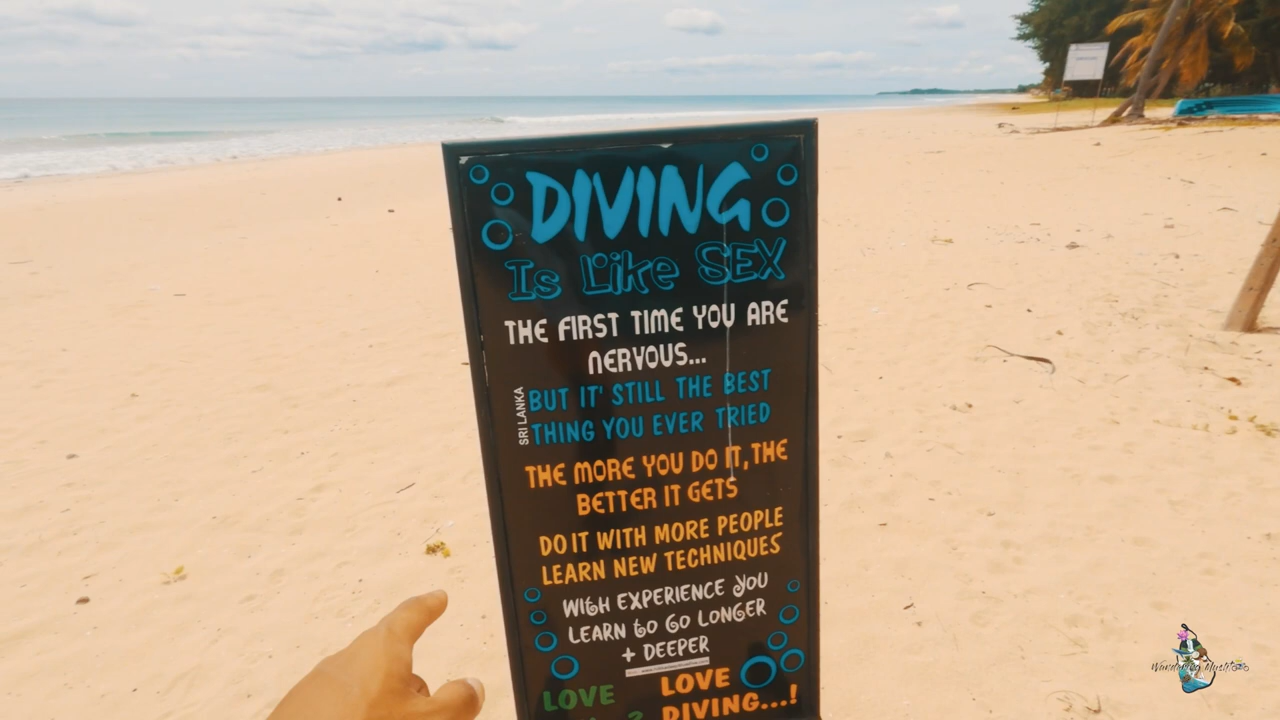 DIVING
Is Like SEX
THE FIRST TIME YOU ARE
NERVOUS...
SRI LANKA
BUT IT' STILL THE BEST
THING YOU EVER TRIED
THE MORE YOU DO IT, THE
BETTER IT GETS
DO IT WITH MORE PEOPLE
LEARN NEW TECHNIQUES
WITH EXPERIENCE YOU
LEARN to GO LONGER
+ DEEPER
LOVE
LOVE
DIVING...!
Wandering